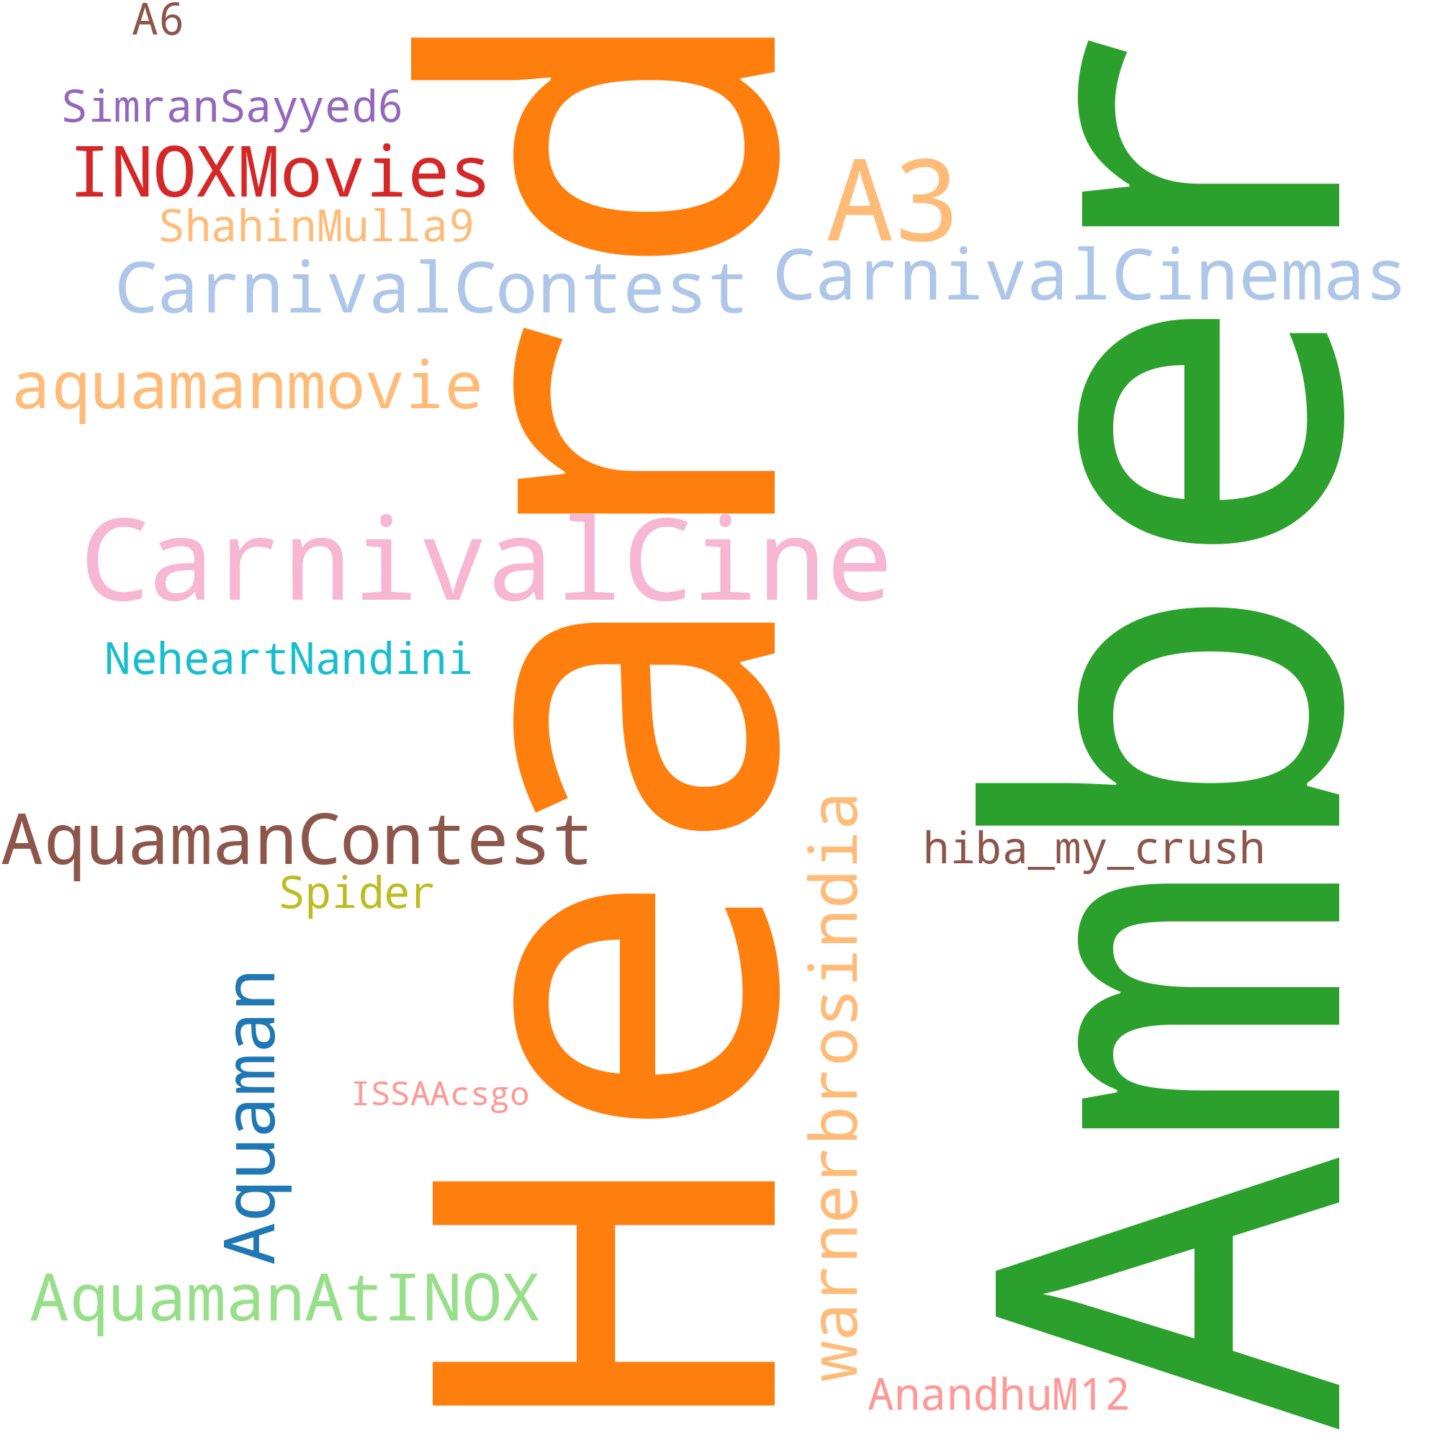 A6
SimranSayyed6
INOXMovies
ShahinMulla9
CarnivalContest
A3
CarnivalCinemas
aquamanmovie
CarnivalCine
NeheartNandini
AquamanContest
Spider
hiba_my_crush
Aquaman
ISSAAcsgo
AquamanAtINOX
Heard
warnerbrosindia
Amber
AnandhuM12